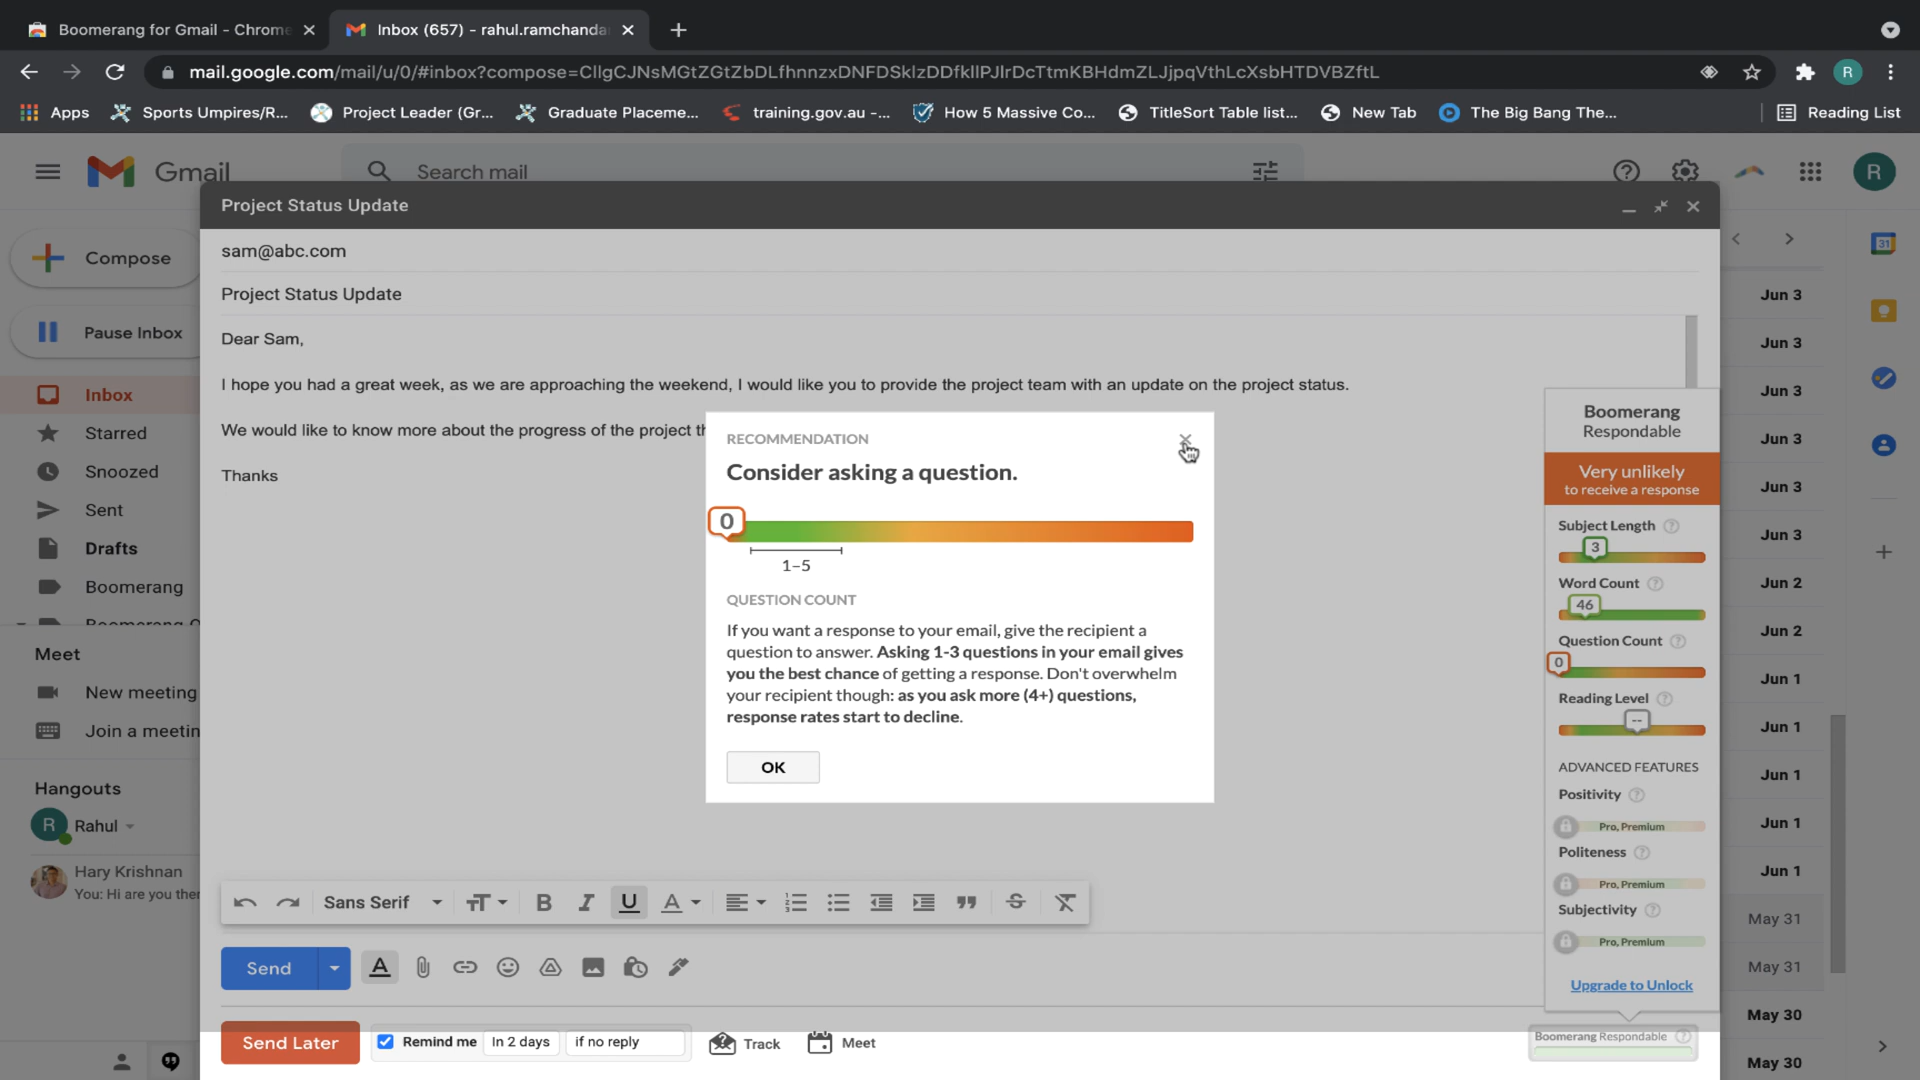 Boomerang for Gmail - Chrome
Inbox (657) - rahul.ramchanda
mail.google.com/mail/u/0/#inbox?compose=CllgCJNsMGtZGtZbDLfhnnzxDNFDSklzDDfkllPJlrDcTtmKBHdmZLJjpqVthLcXsbHTDVBZftL
R
Apps
Sports Umpires/R...
Project Leader (Gr...
Graduate Placeme...
training.gov.au -...
How 5 Massive Co...
TitleSort Table list...
New Tab
The Big Bang The...
Reading List
Gmail
Search mail
R
Project Status Update
sam@abc.com
Project Status Update
Dear Sam,
I hope you had a great week, as we are approaching the weekend, I would like you to provide the project team with an update on the project status.
We would like to know more about the progress of the project th
Thanks
Compose
Pause Inbox
Inbox
Starred
Snoozed
Sent
Drafts
Boomerang
Meet
New meeting
Join a meetin
Hangouts
R
Rahul
Hary Krishnan
You: Hi are you ther
RECOMMENDATION
Consider asking a question.
0
1–5
QUESTION COUNT
If you want a response to your email, give the recipient a
question to answer. Asking 1-3 questions in your email gives
you the best chance of getting a response. Don't overwhelm
your recipient though: as you ask more (4+) questions,
response rates start to decline.
OK
Boomerang
Respondable
Very unlikely
to receive a response
Subject Length ?
3
Word Count ?
46
Question Count ?
0
Reading Level ?
--
ADVANCED FEATURES
Positivity ?
Pro, Premium
Politeness ?
Pro, Premium
Subjectivity ?
Pro, Premium
Upgrade to Unlock
Boomerang Respondable ?
31
Jun 3
Jun 3
Jun 3
Jun 3
Jun 3
Jun 3
Jun 2
Jun 2
Jun 1
Jun 1
Jun 1
Jun 1
Jun 1
May 31
May 31
May 30
May 30
Sans Serif
B
I
U
A
Send
A
Send Later
Remind me
In 2 days
if no reply
Track
Meet